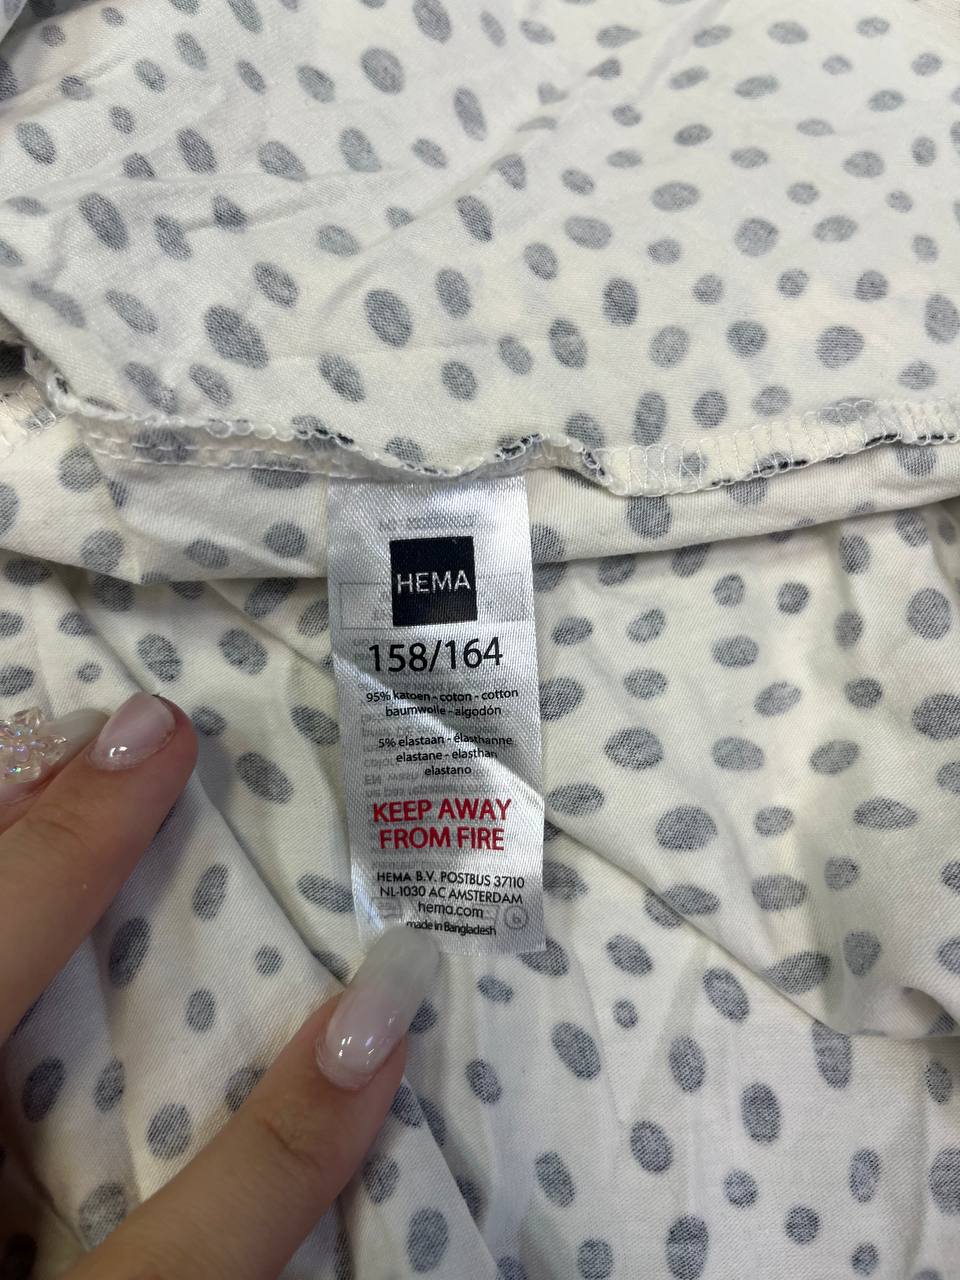 HEMA
158/164
95% katoen - coton - cotton
baumwolle - algodón
5% elastaan - élasthanne
elastane - elasthan
elastano
KEEP AWAY
FROM FIRE
HEMA B.V. POSTBUS 37110
NL-1030 AC AMSTERDAM
hema.com
made in Bangladesh